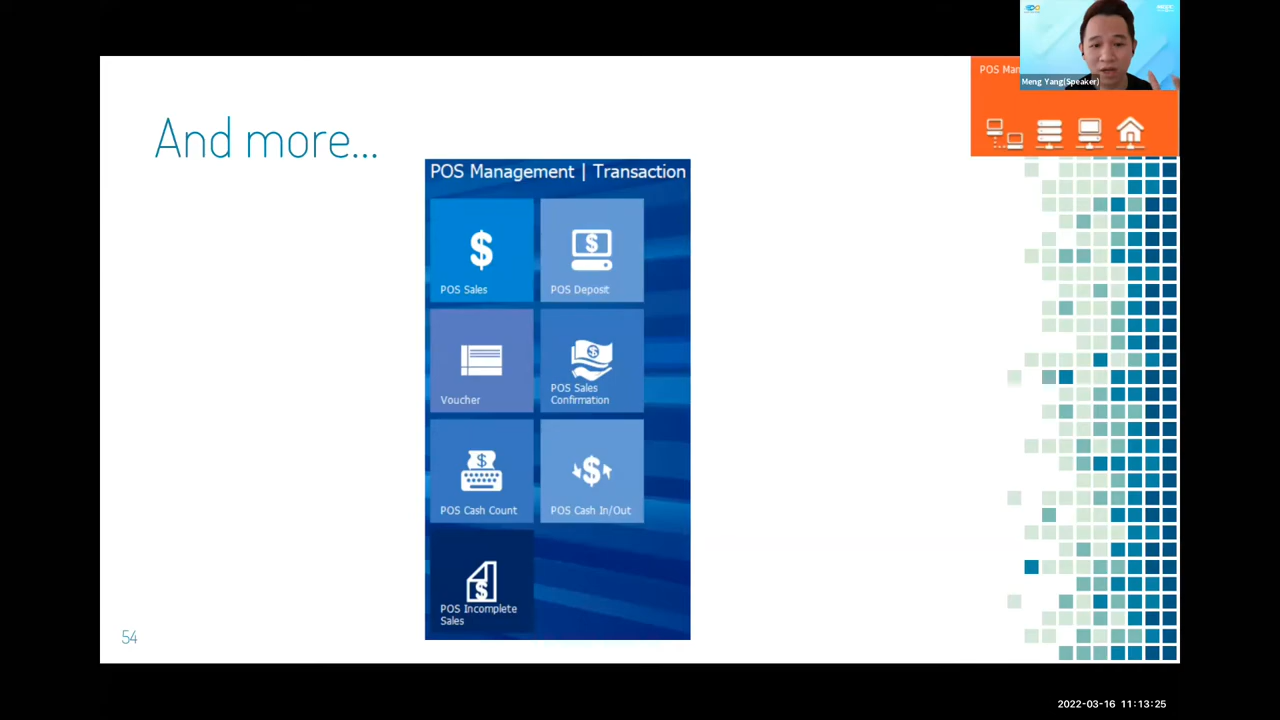 Meng Yang(Speaker)
POS Man
And more...
POS Management | Transaction
POS Sales
POS Deposit
Voucher
POS Sales
Confirmation
POS Cash Count
POS Cash In/Out
POS Incomplete
Sales
54
2022-03-16 11:13:25